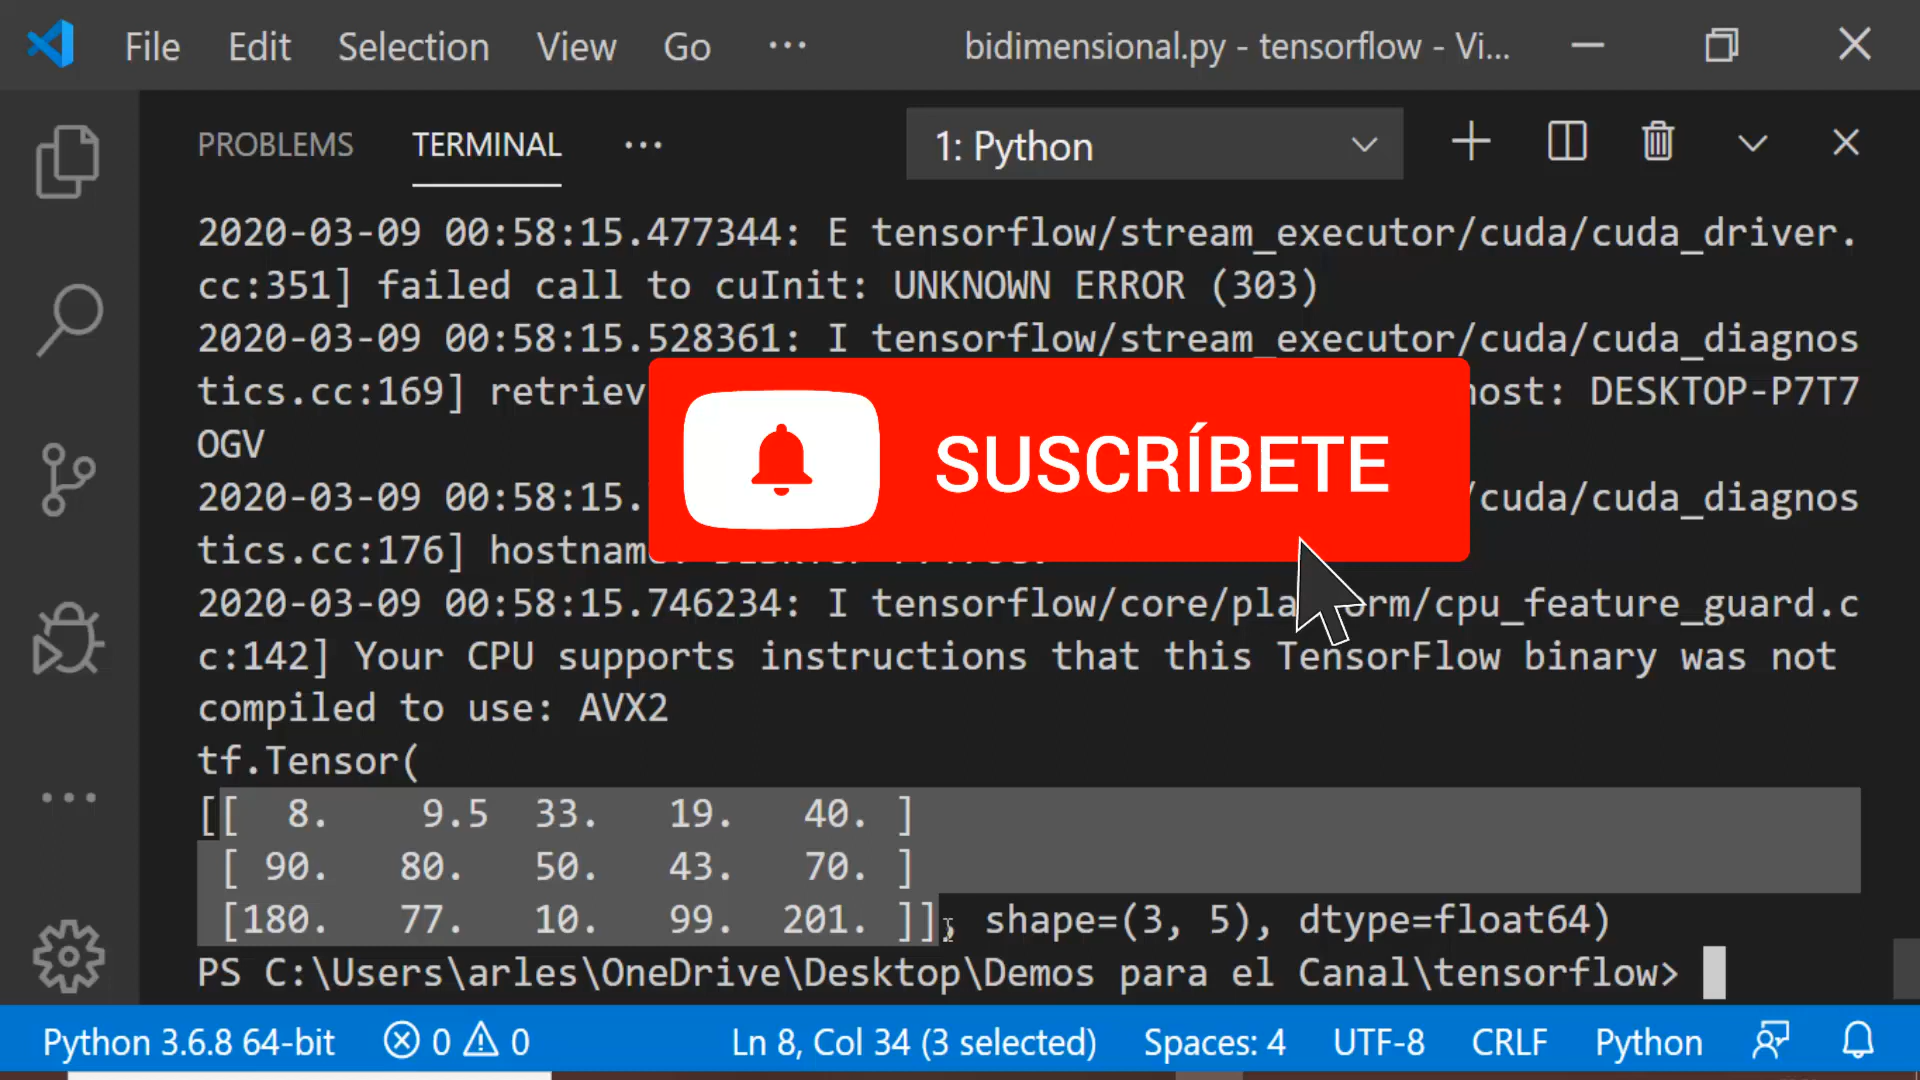 File Edit Selection View Go ··· bidimensional.py - tensorflow - Vi...
PROBLEMS TERMINAL ··· 1: Python
2020-03-09 00:58:15.477344: E tensorflow/stream_executor/cuda/cuda_driver.
cc:351] failed call to cuInit: UNKNOWN ERROR (303)
2020-03-09 00:58:15.528361: I tensorflow/stream_executor/cuda/cuda_diagnos
tics.cc:169] retriev host: DESKTOP-P7T7
OGV
2020-03-09 00:58:15. /cuda/cuda_diagnos
tics.cc:176] hostname:
SUSCRÍBETE
2020-03-09 00:58:15.746234: I tensorflow/core/pla rm/cpu_feature_guard.c
c:142] Your CPU supports instructions that this TensorFlow binary was not
compiled to use: AVX2
tf.Tensor(
[[  8.    9.5  33.   19.   40. ]
[ 90.   80.   50.   43.   70. ]
[180.   77.   10.   99.  201. ]], shape=(3, 5), dtype=float64)
PS C:\Users\arles\OneDrive\Desktop\Demos para el Canal\tensorflow>
Python 3.6.8 64-bit 0 0 Ln 8, Col 34 (3 selected) Spaces: 4 UTF-8 CRLF Python